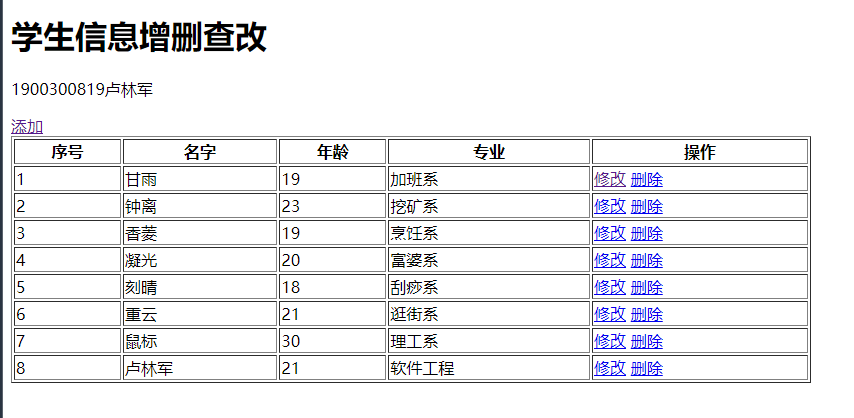 学生信息增删查改
1900300819卢林军
添加
序号 名字 年龄 专业 操作
1 甘雨 19 加班系 修改 删除
2 钟离 23 挖矿系 修改 删除
3 香菱 19 烹饪系 修改 删除
4 凝光 20 富婆系 修改 删除
5 刻晴 18 刮痧系 修改 删除
6 重云 21 逛街系 修改 删除
7 鼠标 30 理工系 修改 删除
8 卢林军 21 软件工程 修改 删除